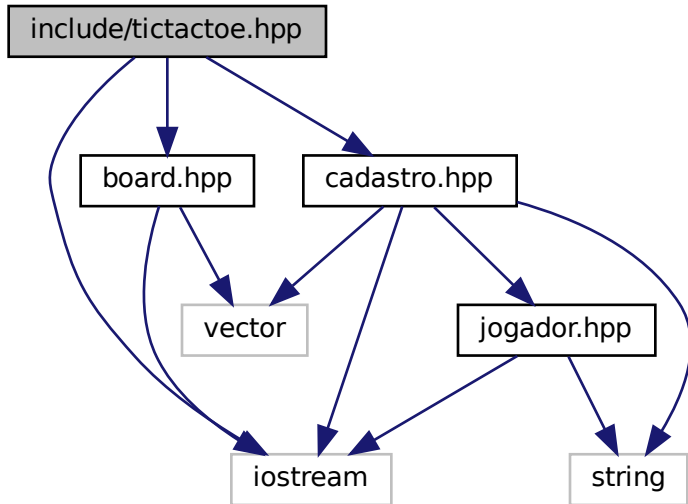 include/tictactoe.hpp
board.hpp
cadastro.hpp
vector
jogador.hpp
iostream
string